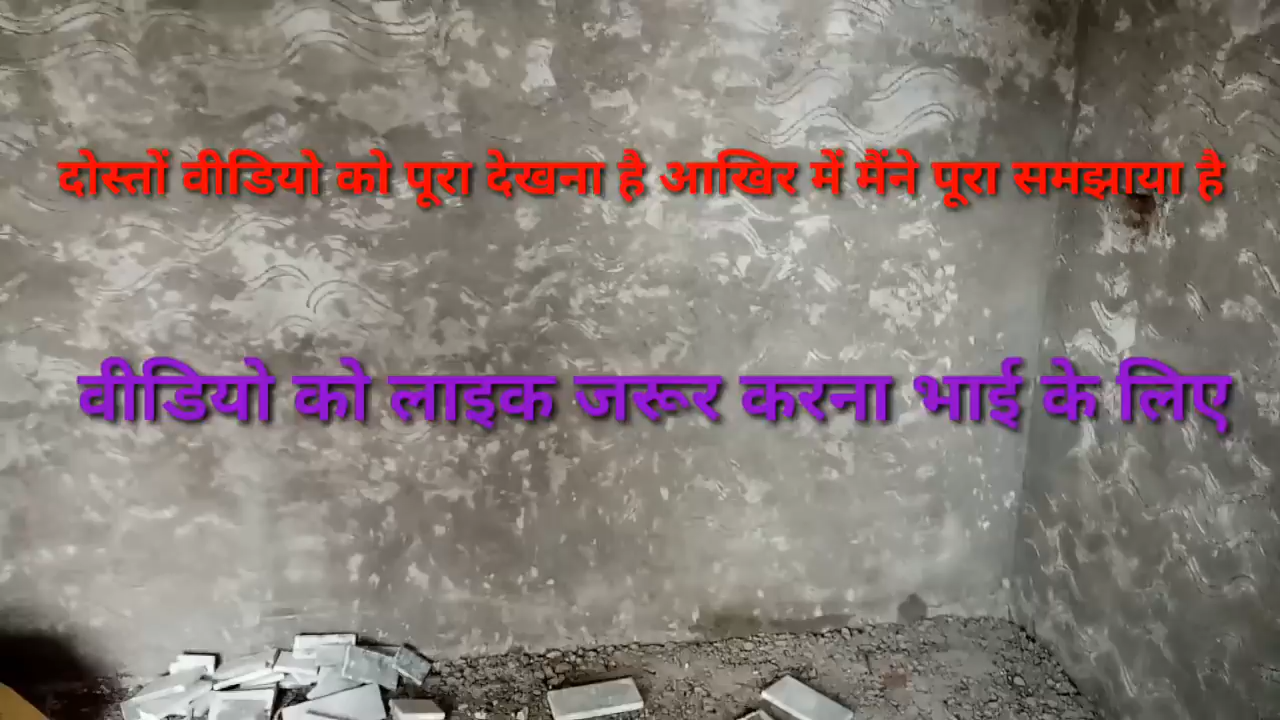 दोस्तों वीडियो को पूरा देखना है आखिर में मैंने पूरा समझाया है
वीडियो को लाइक जरूर करना भाई के लिए